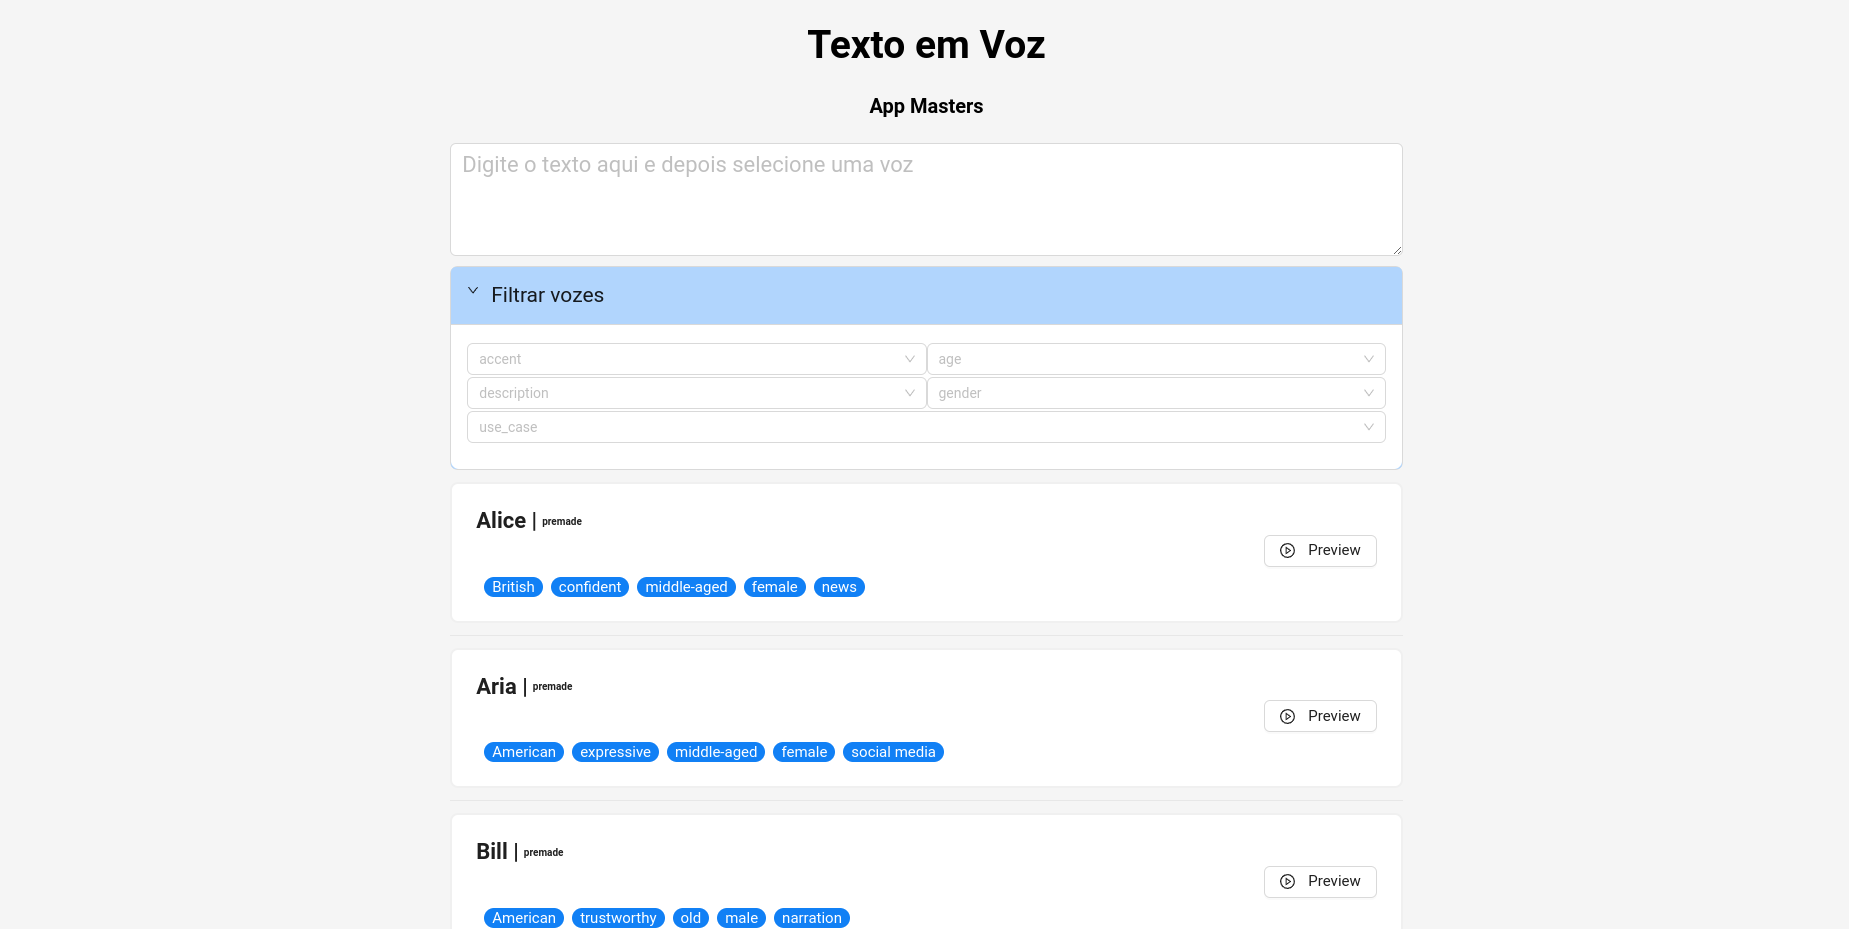 Texto em Voz
App Masters
Digite o texto aqui e depois selecione uma voz
Filtrar vozes
accent age
description gender
use_case
Alice | premade
Preview
British confident middle-aged female news
Aria | premade
Preview
American expressive middle-aged female social media
Bill | premade
Preview
American trustworthy old male narration